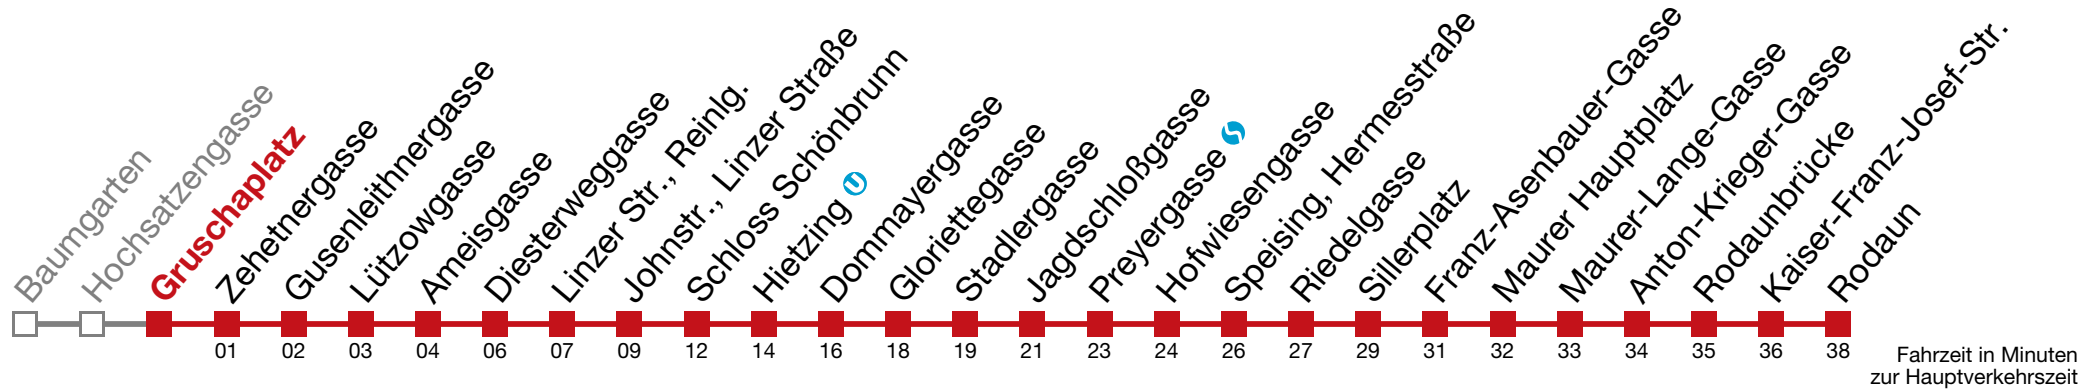 Baumgarten
Hochsatzengasse
Gruschaplatz
Zehetnergasse
Gusenleithnergasse
Lützowgasse
Ameisgasse
Diesterweggasse
Linzer Str., Reinlg.
Johnstr., Linzer Straße
Schloss Schönbrunn
Hietzing U
Dommayergasse
Gloriettegasse
Stadlergasse
Jagdschloßgasse
Preyergasse S
Hofwiesengasse
Speising, Hermesstraße
Riedelgasse
Sillerplatz
Franz-Asenbauer-Gasse
Maurer Hauptplatz
Maurer-Lange-Gasse
Anton-Krieger-Gasse
Rodaunbrücke
Kaiser-Franz-Josef-Str.
Rodaun
01 02 03 04 06 07 09 12 14 16 18 19 21 23 24 26 27 29 31 32 33 34 35 36 38
Fahrzeit in Minuten
zur Hauptverkehrszeit